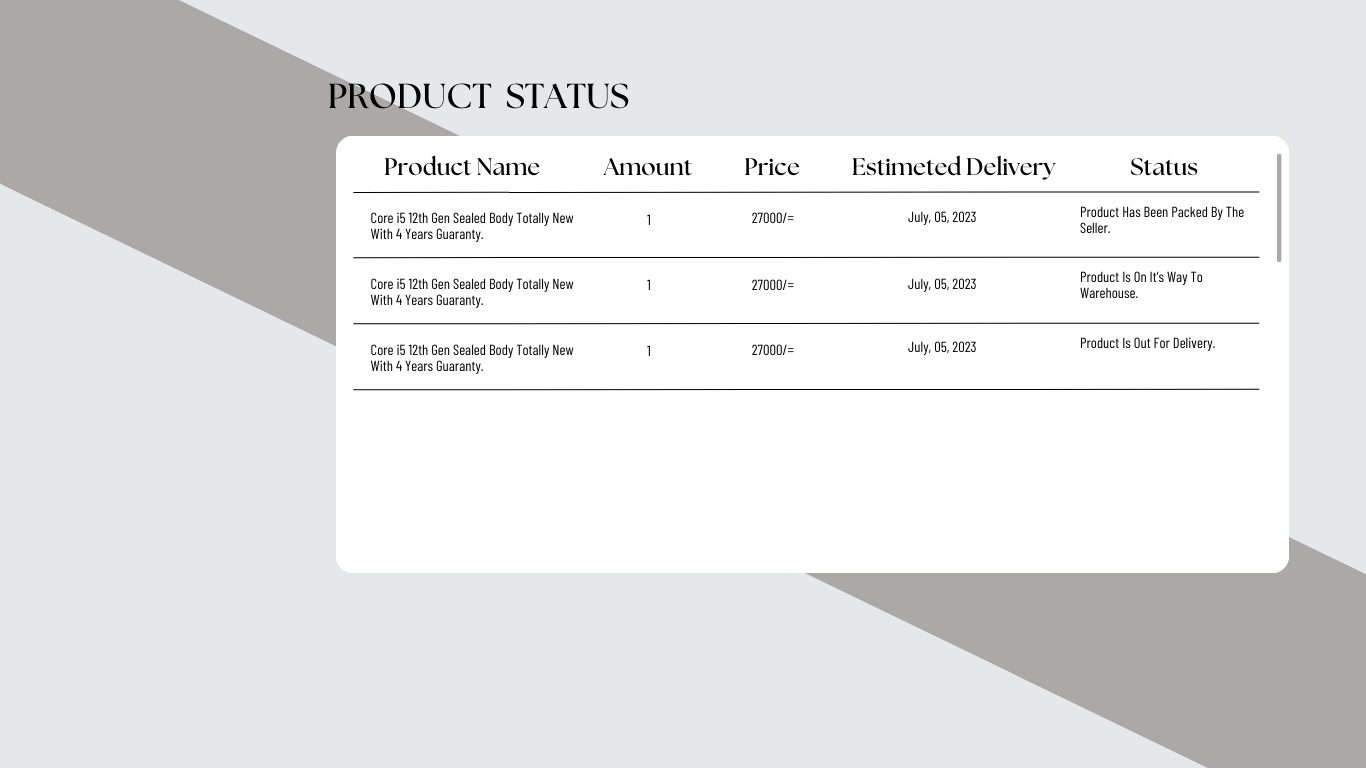 PRODUCT STATUS
Product Name Amount Price Estimeted Delivery Status
Core i5 12th Gen Sealed Body Totally New
With 4 Years Guaranty.
1
27000/=
July, 05, 2023
Product Has Been Packed By The
Seller.
Core i5 12th Gen Sealed Body Totally New
With 4 Years Guaranty.
1
27000/=
July, 05, 2023
Product Is On It's Way To
Warehouse.
Core i5 12th Gen Sealed Body Totally New
With 4 Years Guaranty.
1
27000/=
July, 05, 2023
Product Is Out For Delivery.